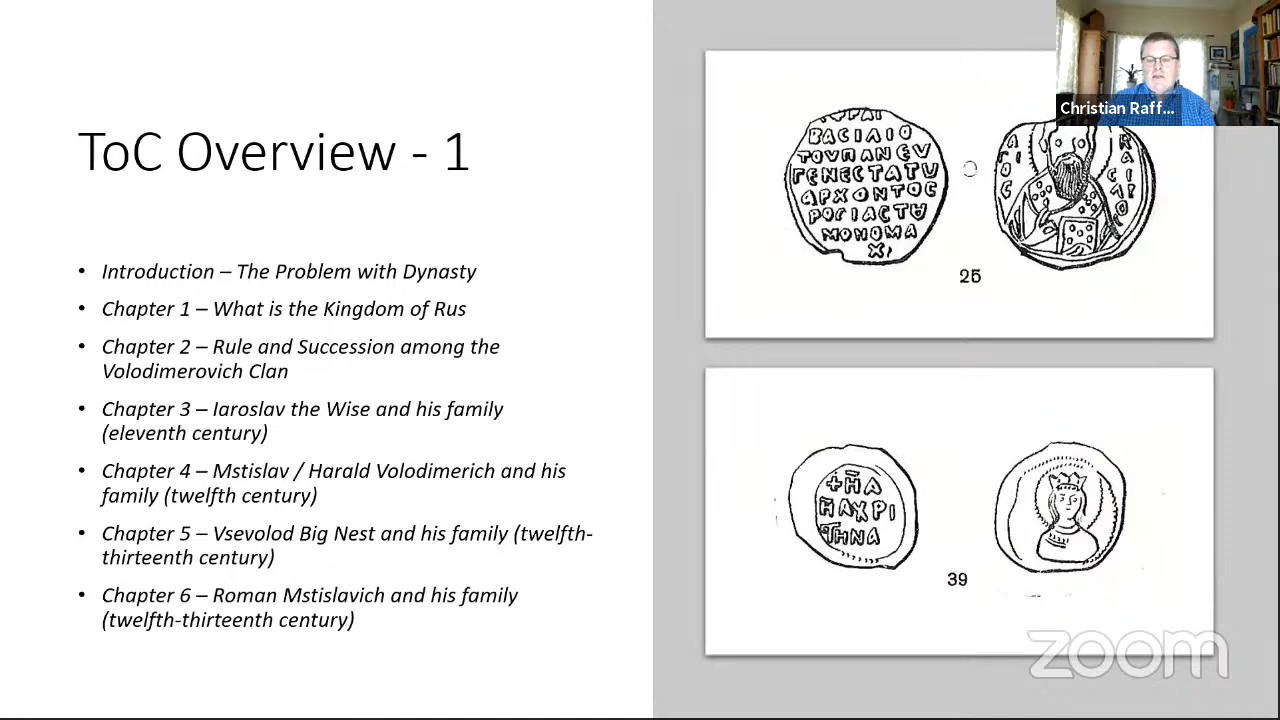 ToC Overview - 1
• Introduction – The Problem with Dynasty
• Chapter 1 – What is the Kingdom of Rus
• Chapter 2 – Rule and Succession among the
Volodimerovich Clan
• Chapter 3 – Iaroslav the Wise and his family
(eleventh century)
• Chapter 4 – Mstislav / Harald Volodimerich and his
family (twelfth century)
• Chapter 5 – Vsevolod Big Nest and his family (twelfth-
thirteenth century)
• Chapter 6 – Roman Mstislavich and his family
(twelfth-thirteenth century)
ΒΑCΙΛΙΟ
ΤΟΥΠΑΝΕΥ
ΓΕΝΕCΤΑΤΥ
ΑΡΧΟΝΤΟC
ΡΟCΙΑCΤΥ
ΜΟΝΟΜΑ
Χ
25
ΧΡΙ
ΤΗΝΑ
39
Christian Raff...
zoom